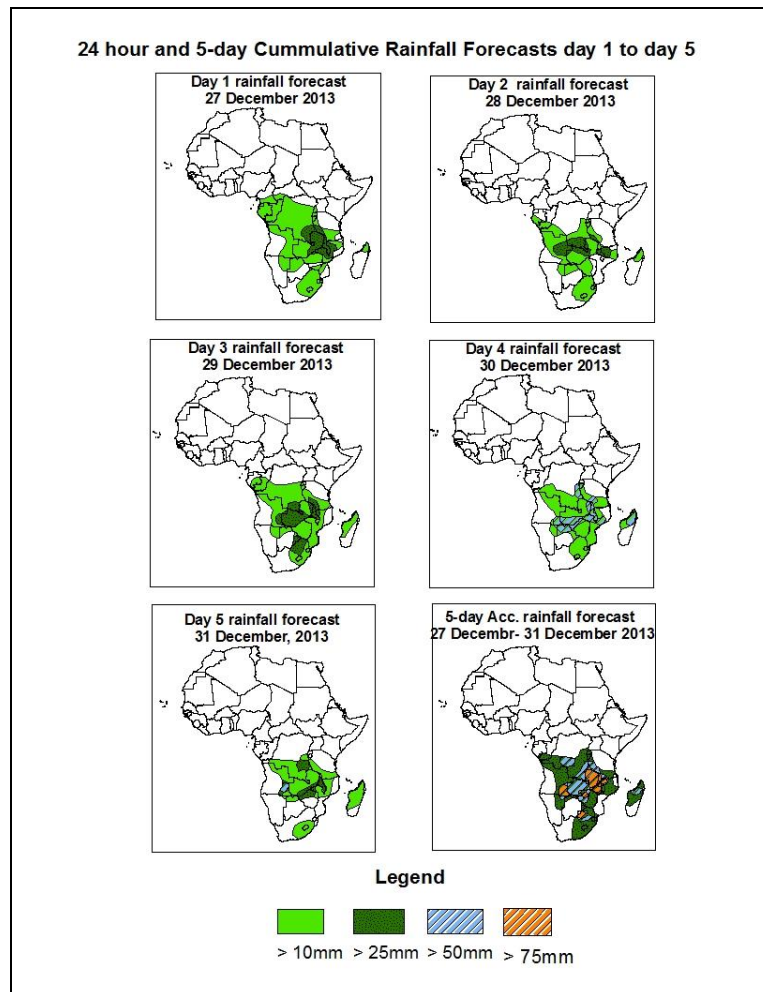 24 hour and 5-day Cummulative Rainfall Forecasts day 1 to day 5
Day 1 rainfall forecast
27 December 2013
Day 2 rainfall forecast
28 December 2013
Day 3 rainfall forecast
29 December 2013
Day 4 rainfall forecast
30 December 2013
Day 5 rainfall forecast
31 December, 2013
5-day Acc. rainfall forecast
27 Decembr- 31 December 2013
Legend
> 10mm > 25mm > 50mm > 75mm